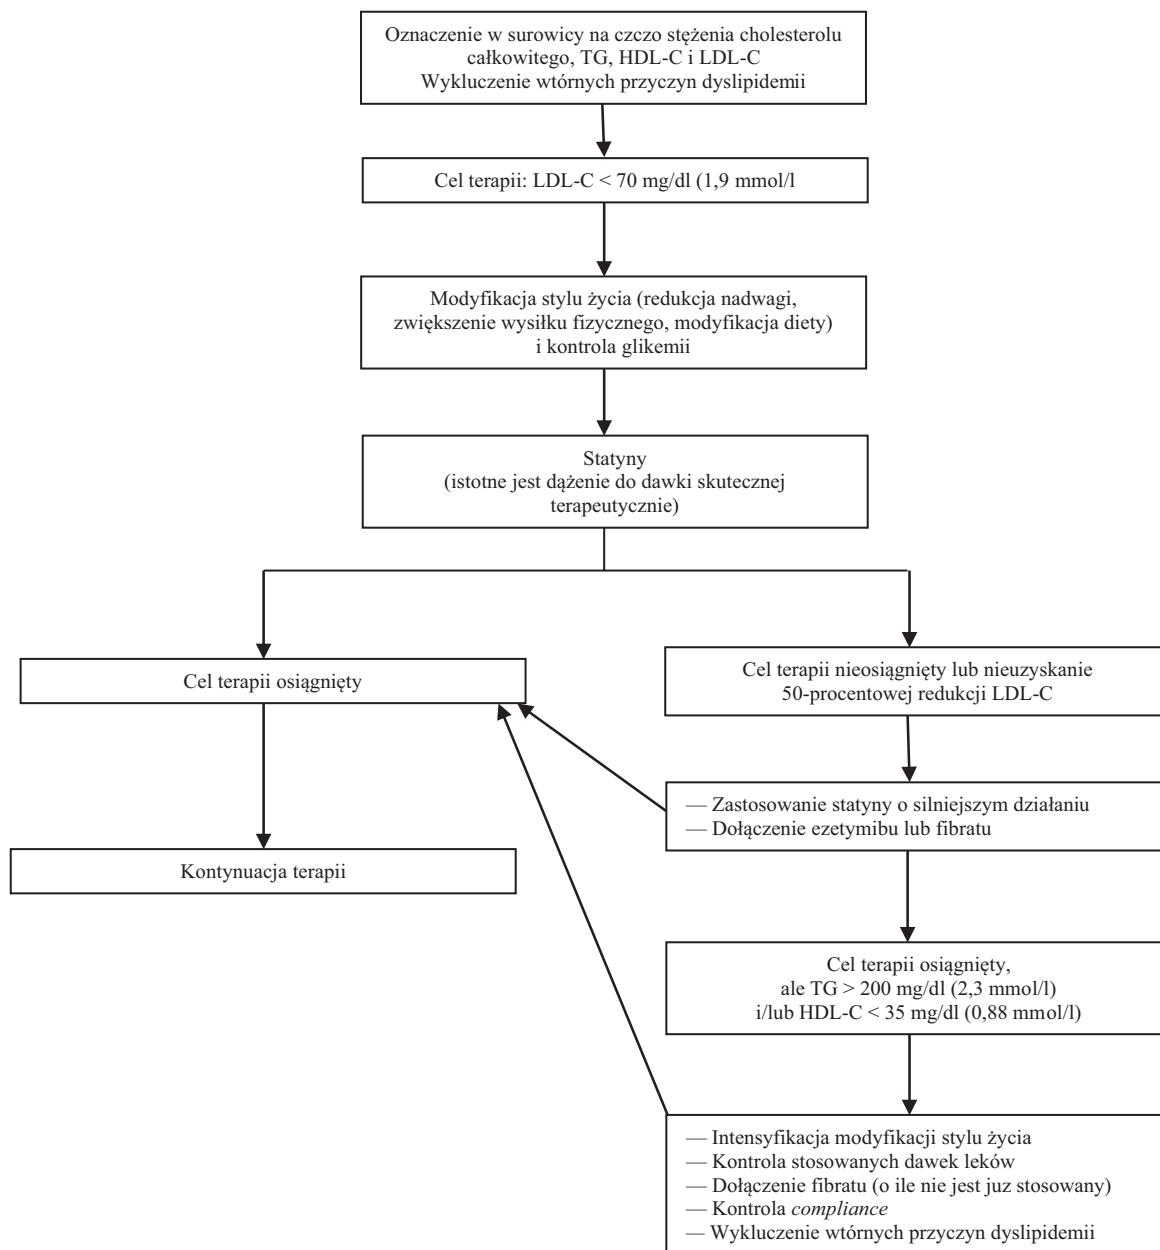 Oznaczenie w surowicy na czczo stężenia cholesterolu
całkowitego, TG, HDL-C i LDL-C
Wykluczenie wtórnych przyczyn dyslipidemii
Cel terapii: LDL-C < 70 mg/dl (1,9 mmol/l
Modyfikacja stylu życia (redukcja nadwagi,
zwiększenie wysiłku fizycznego, modyfikacja diety)
i kontrola glikemii
Statyny
(istotne jest dążenie do dawki skutecznej
terapeutycznie)
Cel terapii osiągnięty
Kontynuacja terapii
Cel terapii nieosiągnięty lub nieuzyskanie
50-procentowej redukcji LDL-C
— Zastosowanie statyny o silniejszym działaniu
— Dołączenie ezetymibu lub fibratu
Cel terapii osiągnięty,
ale TG > 200 mg/dl (2,3 mmol/l)
i/lub HDL-C < 35 mg/dl (0,88 mmol/l)
— Intensyfikacja modyfikacji stylu życia
— Kontrola stosowanych dawek leków
— Dołączenie fibratu (o ile nie jest juz stosowany)
— Kontrola compliance
— Wykluczenie wtórnych przyczyn dyslipidemii